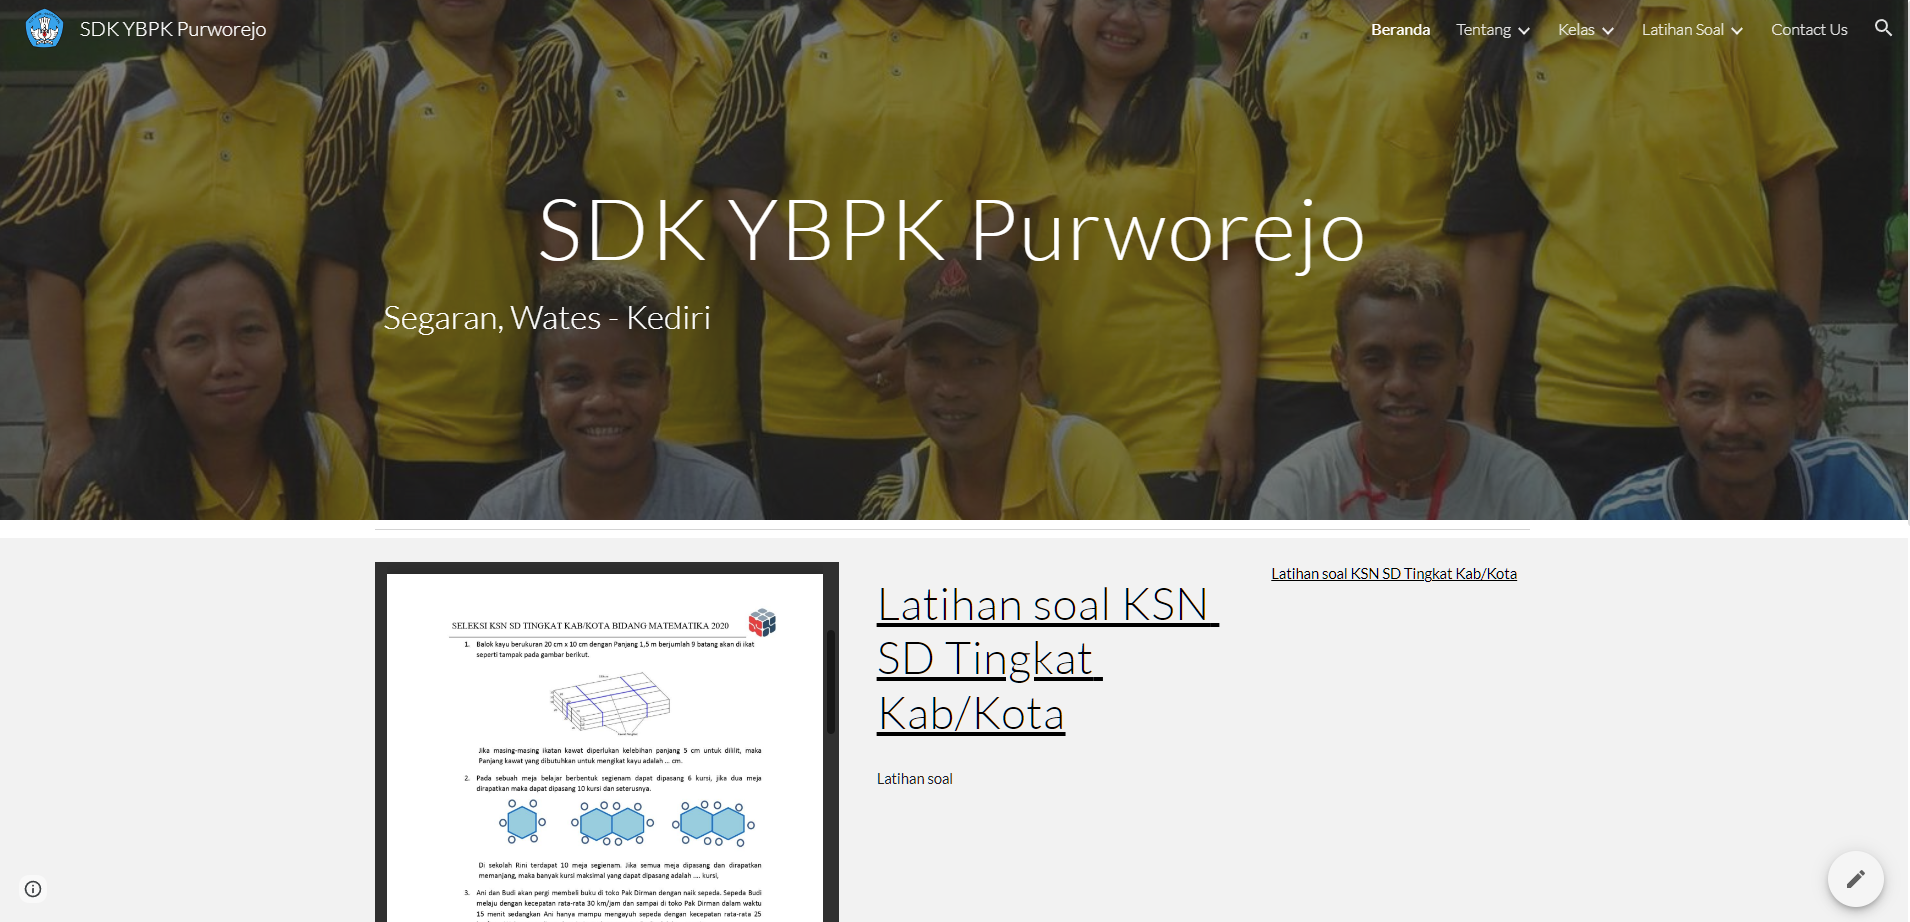 SDK YBPK Purworejo
Beranda
Tentang
Kelas
Latihan Soal
Contact Us
SDK YBPK Purworejo
Segaran, Wates - Kediri
SELEKSI KSN SD TINGKAT KAB/KOTA BIDANG MATEMATIKA 2020
1. Balok kayu berukuran 20 cm x 10 cm dengan Panjang 1,5 m berjumlah 9 batang akan di ikat
seperti tampak pada gambar berikut.
Jika masing-masing ikatan kawat diperlukan kelebihan panjang 5 cm untuk dililit, maka
Panjang kawat yang dibutuhkan untuk mengikat kayu adalah ... cm.
2. Pada sebuah meja belajar berbentuk segienam dapat dipasang 6 kursi, jika dua meja
dirapatkan maka dapat dipasang 10 kursi dan seterusnya.
Di sekolah Rini terdapat 10 meja segienam. Jika semua meja dipasang dan dirapatkan
memanjang, maka banyak kursi maksimal yang dapat dipasang adalah .... kursi,
3. Ani dan Budi akan pergi membeli buku di toko Pak Dirman dengan naik sepeda. Sepeda Budi
melaju dengan kecepatan rata-rata 30 km/jam dan sampai di toko Pak Dirman dalam waktu
15 menit sedangkan Ani hanya mampu mengayuh sepeda dengan kecepatan rata-rata 25
Latihan soal KSN
SD Tingkat
Kab/Kota
Latihan soal
Latihan soal KSN SD Tingkat Kab/Kota